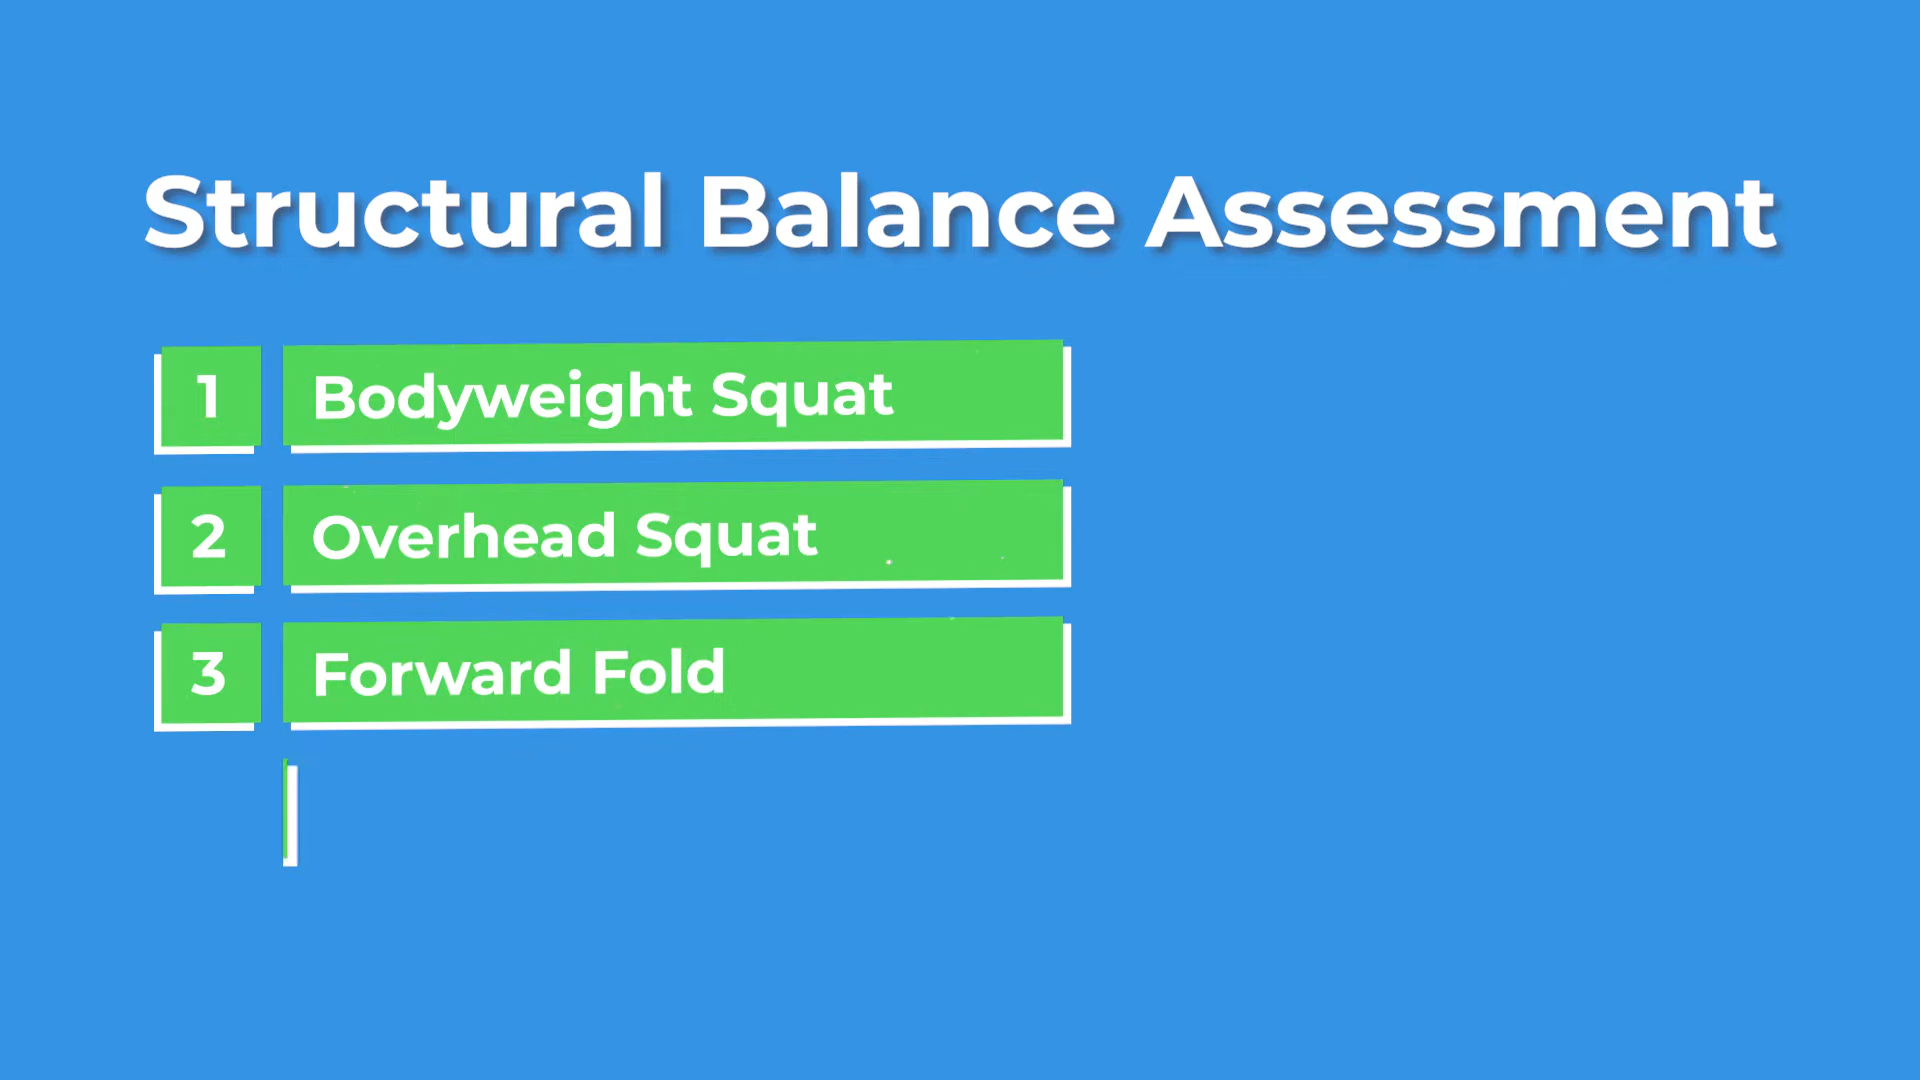 Structural Balance Assessment
1 Bodyweight Squat
2 Overhead Squat
3 Forward Fold